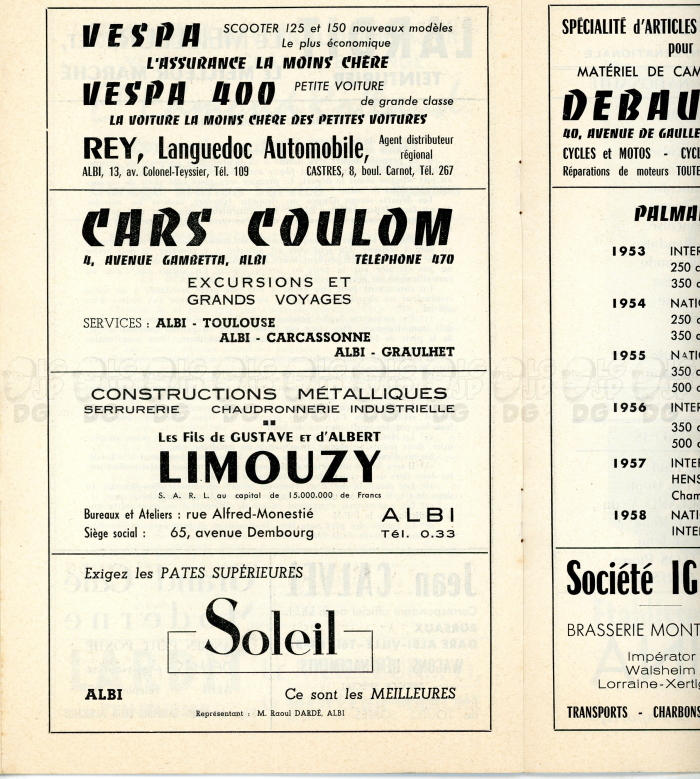 VESPA SCOOTER 125 et 150 nouveaux modèles
Le plus économique
L'ASSURANCE LA MOINS CHÈRE
VESPA 400 PETITE VOITURE
de grande classe
LA VOITURE LA MOINS CHÈRE DES PETITES VOITURES
REY, Languedoc Automobile, Agent distributeur
régional
ALBI, 13, av. Colonel-Teyssier, Tél. 109 CASTRES, 8, boul. Carnot, Tél. 267
CARS COULOM
4, AVENUE GAMBETTA, ALBI TÉLÉPHONE 470
EXCURSIONS ET
GRANDS VOYAGES
SERVICES : ALBI - TOULOUSE
ALBI - CARCASSONNE
ALBI - GRAULHET
CONSTRUCTIONS MÉTALLIQUES
SERRURERIE CHAUDRONNERIE INDUSTRIELLE
Les Fils de GUSTAVE ET d'ALBERT
LIMOUZY
S. A. R. L. au capital de 15.000.000 de Francs
Bureaux et Ateliers : rue Alfred-Monestié ALBI
Siège social : 65, avenue Dembourg Tél. 0.33
Exigez les PATES SUPÉRIEURES
Soleil
ALBI Ce sont les MEILLEURES
Représentant : M. Raoul DARDÉ, ALBI
SPÉCIALITÉ d'ARTICLES
pour
MATÉRIEL DE CAM
DEBAU
40, AVENUE DE GAULLE
CYCLES et MOTOS - CYCL
Réparations de moteurs TOUTE
PALMA
1953 INTER
250 c
350 c
1954 NATI
250 c
350 c
1955 NATI
350 c
500 c
1956 INTER
350 c
500 c
1957 INTER
HENS
Cham
1958 NATI
INTER
Société IG
BRASSERIE MONT
Impérator
Walsheim
Lorraine-Xerti
TRANSPORTS - CHARBONS